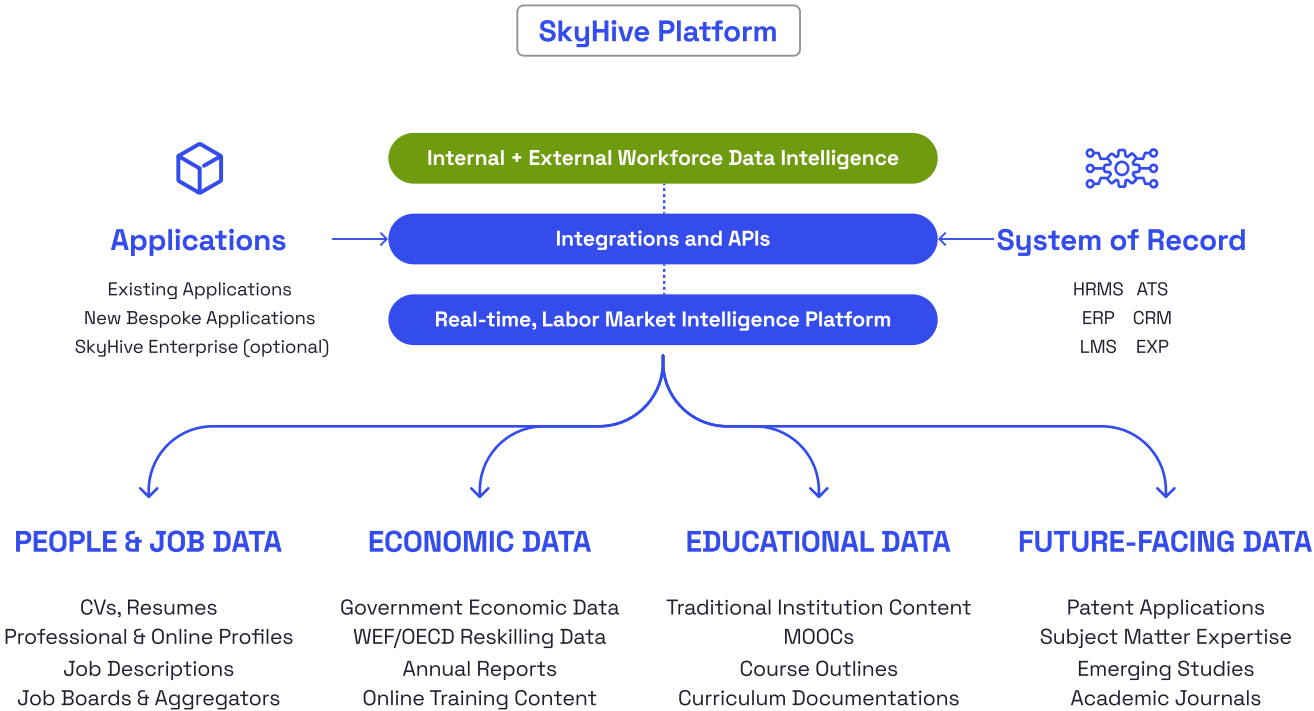 SkyHive Platform
Internal + External Workforce Data Intelligence
Integrations and APIs
Real-time, Labor Market Intelligence Platform
Applications
Existing Applications
New Bespoke Applications
SkyHive Enterprise (optional)
System of Record
HRMS ATS
ERP CRM
LMS EXP
PEOPLE & JOB DATA
CVs, Resumes
Professional & Online Profiles
Job Descriptions
Job Boards & Aggregators
ECONOMIC DATA
Government Economic Data
WEF/OECD Reskilling Data
Annual Reports
Online Training Content
EDUCATIONAL DATA
Traditional Institution Content
MOOCs
Course Outlines
Curriculum Documentations
FUTURE-FACING DATA
Patent Applications
Subject Matter Expertise
Emerging Studies
Academic Journals